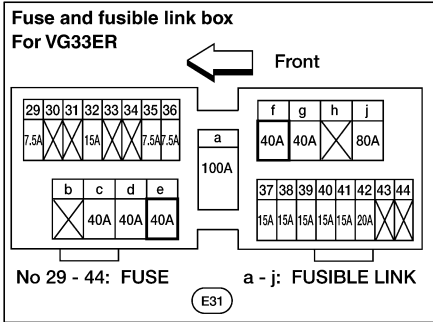 Fuse and fusible link box
For VG33ER
Front
29 30 31 32 33 34 35 36
7.5A 15A 7.5A 7.5A
a
100A
f g h j
40A 40A 80A
b c d e
40A 40A 40A
37 38 39 40 41 42 43 44
15A 15A 15A 15A 15A 20A
No 29 - 44: FUSE
a - j: FUSIBLE LINK
E31